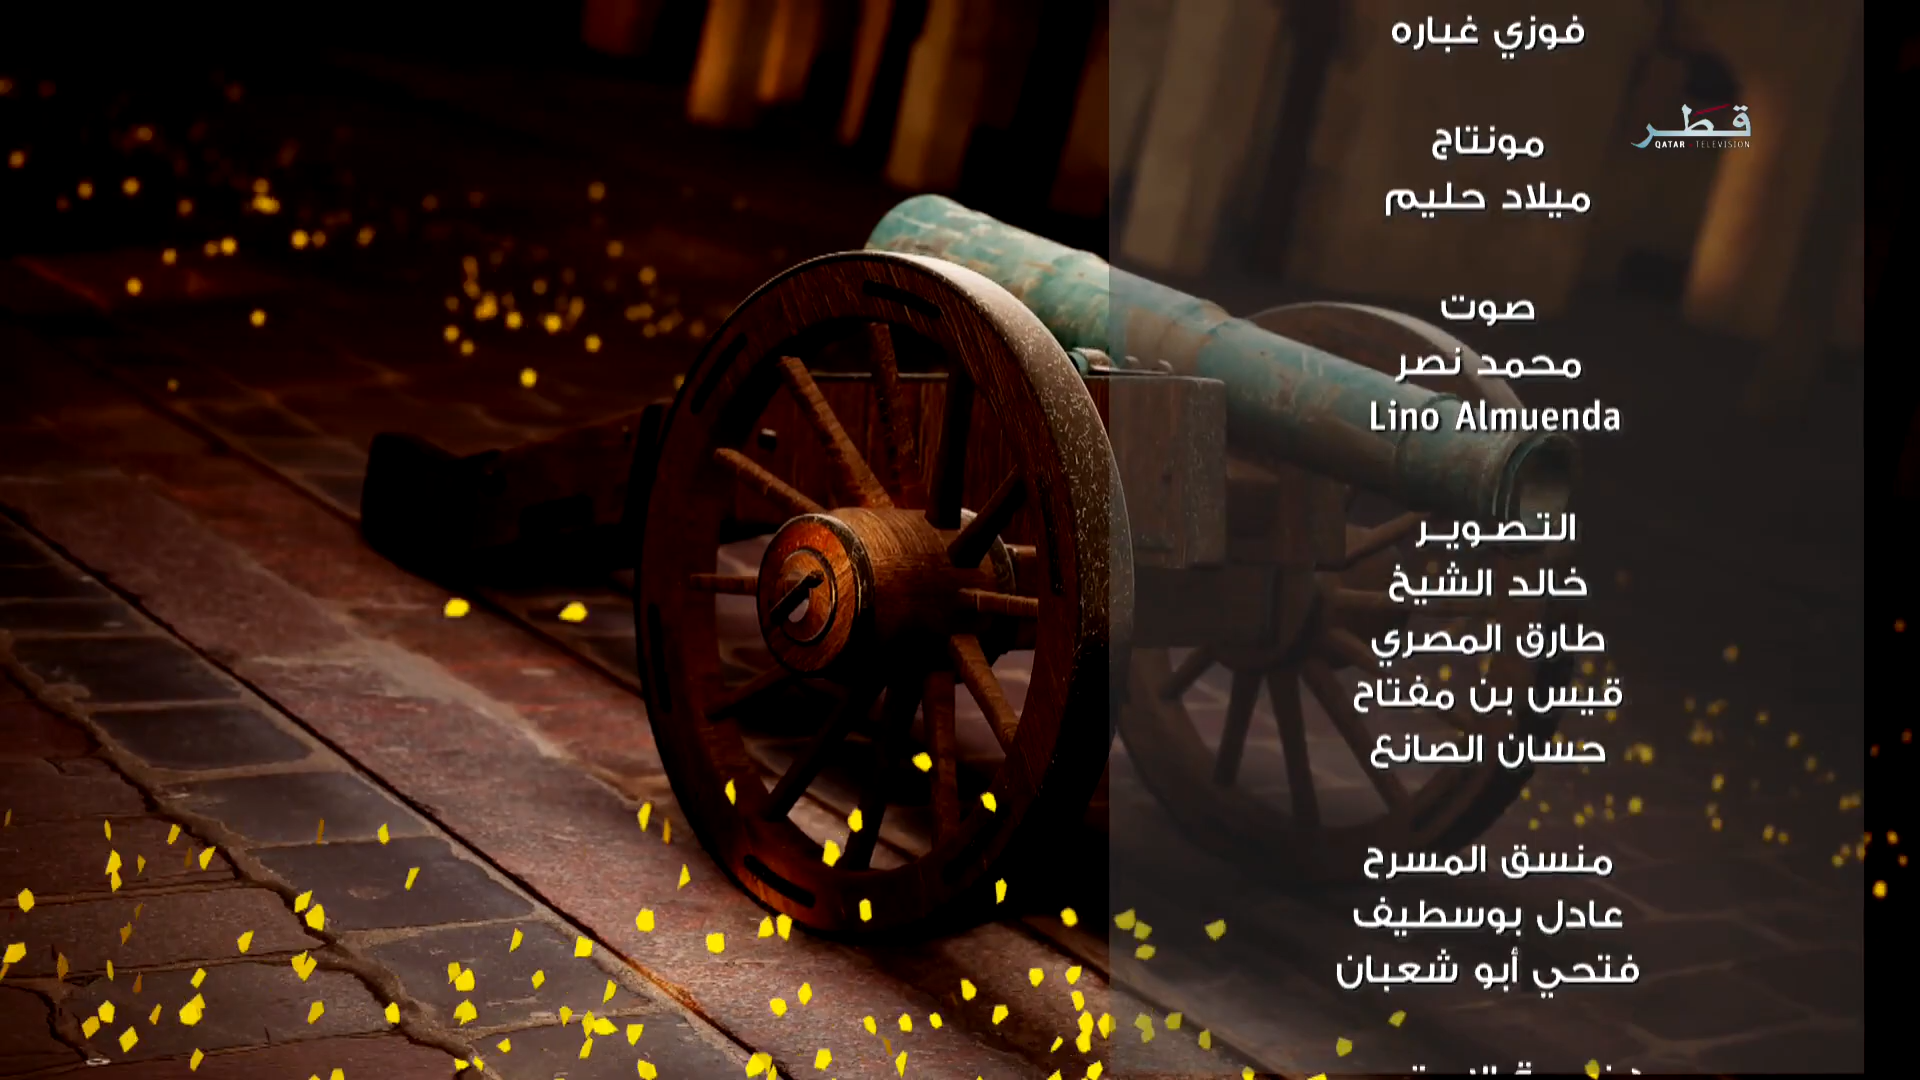 فوزي غباره
قطر
QATAR TELEVISION
مونتاج
ميلاد حليم
صوت
محمد نصر
Lino Almuenda
التـصـويـر
خالد الشيخ
طارق المصري
قيس بن مفتاح
حسان الصانع
منسق المسرح
عادل بوسطيف
فتحي أبو شعبان